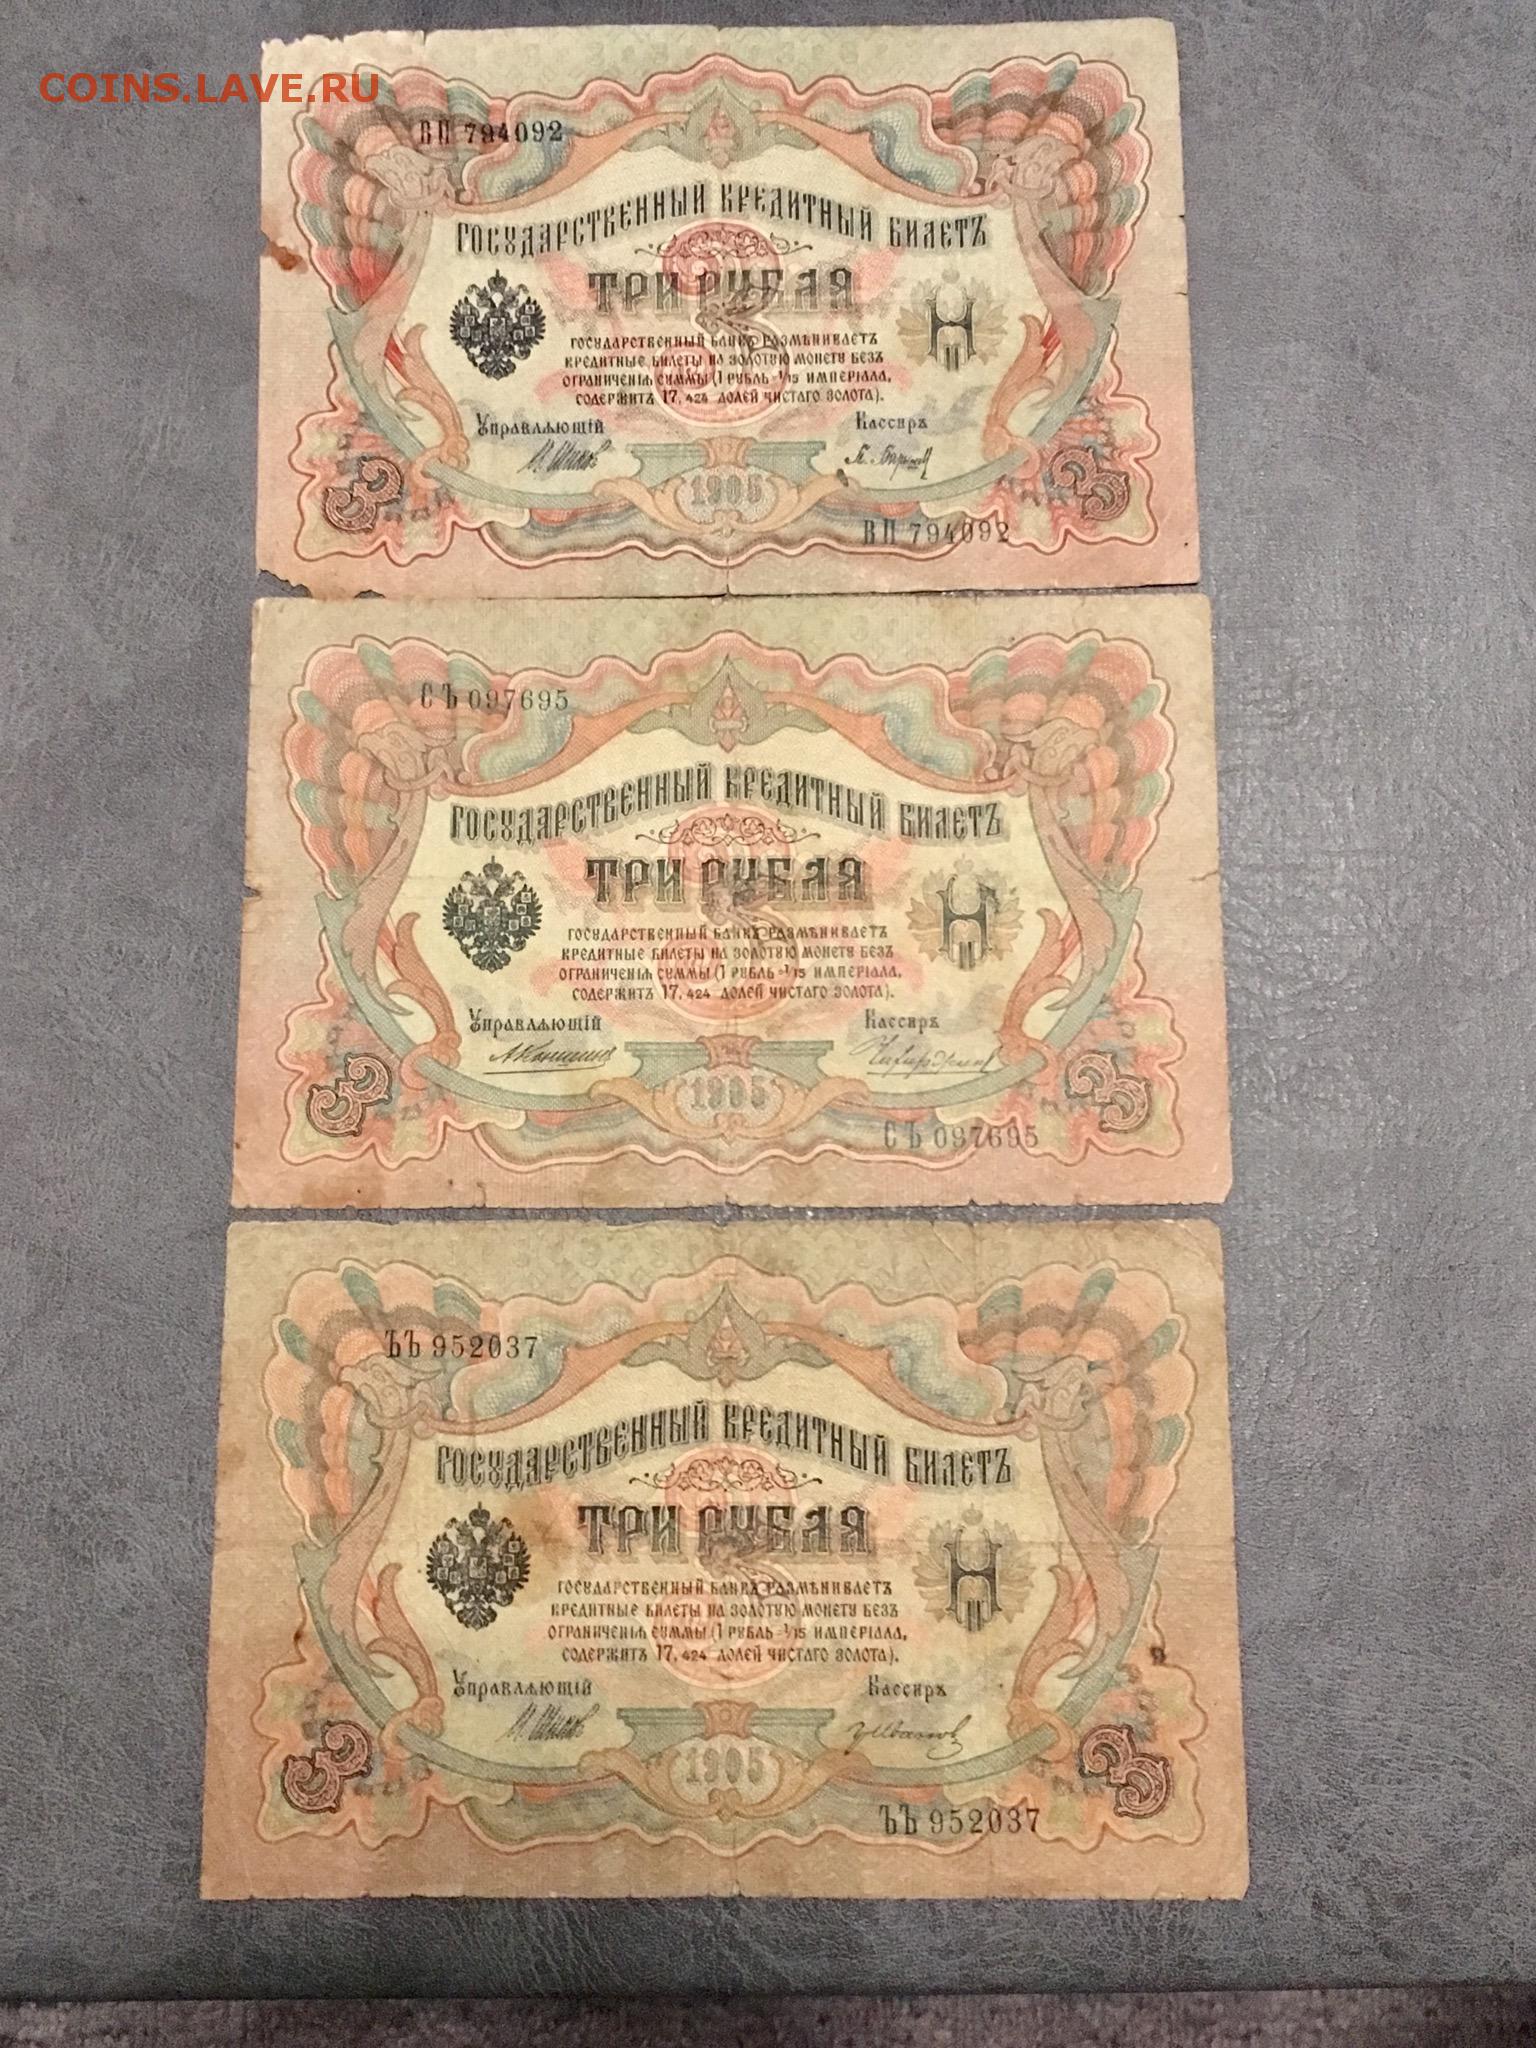 COINS.LAVE.RU
ВП 794092
ГОСУДАРСТВЕННЫЙ КРЕДИТНЫЙ БИЛЕТЪ
3
ТРИ РУБЛЯ
ГОСУДАРСТВЕННЫЙ БАНКЪ РАЗМѢНИВАЕТЪ
КРЕДИТНЫЕ БИЛЕТЫ НА ЗОЛОТУЮ МОНЕТУ БЕЗЪ
ОГРАНИЧЕНІЯ СУММЫ (1 РУБЛЬ = 1/15 ИМПЕРІАЛА,
СОДЕРЖИТЪ 17,424 ДОЛЕЙ ЧИСТАГО ЗОЛОТА).
Управляющій Кассиръ
3 1905 3
ВП 794092
СЪ 097695
ГОСУДАРСТВЕННЫЙ КРЕДИТНЫЙ БИЛЕТЪ
3
ТРИ РУБЛЯ
ГОСУДАРСТВЕННЫЙ БАНКЪ РАЗМѢНИВАЕТЪ
КРЕДИТНЫЕ БИЛЕТЫ НА ЗОЛОТУЮ МОНЕТУ БЕЗЪ
ОГРАНИЧЕНІЯ СУММЫ (1 РУБЛЬ = 1/15 ИМПЕРІАЛА,
СОДЕРЖИТЪ 17,424 ДОЛЕЙ ЧИСТАГО ЗОЛОТА).
Управляющій Кассиръ
АКоншинъ
3 1905 3
СЪ 097695
ЪЪ 952037
ГОСУДАРСТВЕННЫЙ КРЕДИТНЫЙ БИЛЕТЪ
3
ТРИ РУБЛЯ
ГОСУДАРСТВЕННЫЙ БАНКЪ РАЗМѢНИВАЕТЪ
КРЕДИТНЫЕ БИЛЕТЫ НА ЗОЛОТУЮ МОНЕТУ БЕЗЪ
ОГРАНИЧЕНІЯ СУММЫ (1 РУБЛЬ = 1/15 ИМПЕРІАЛА,
СОДЕРЖИТЪ 17,424 ДОЛЕЙ ЧИСТАГО ЗОЛОТА).
Управляющій Кассиръ
3 1905 3
ЪЪ 952037